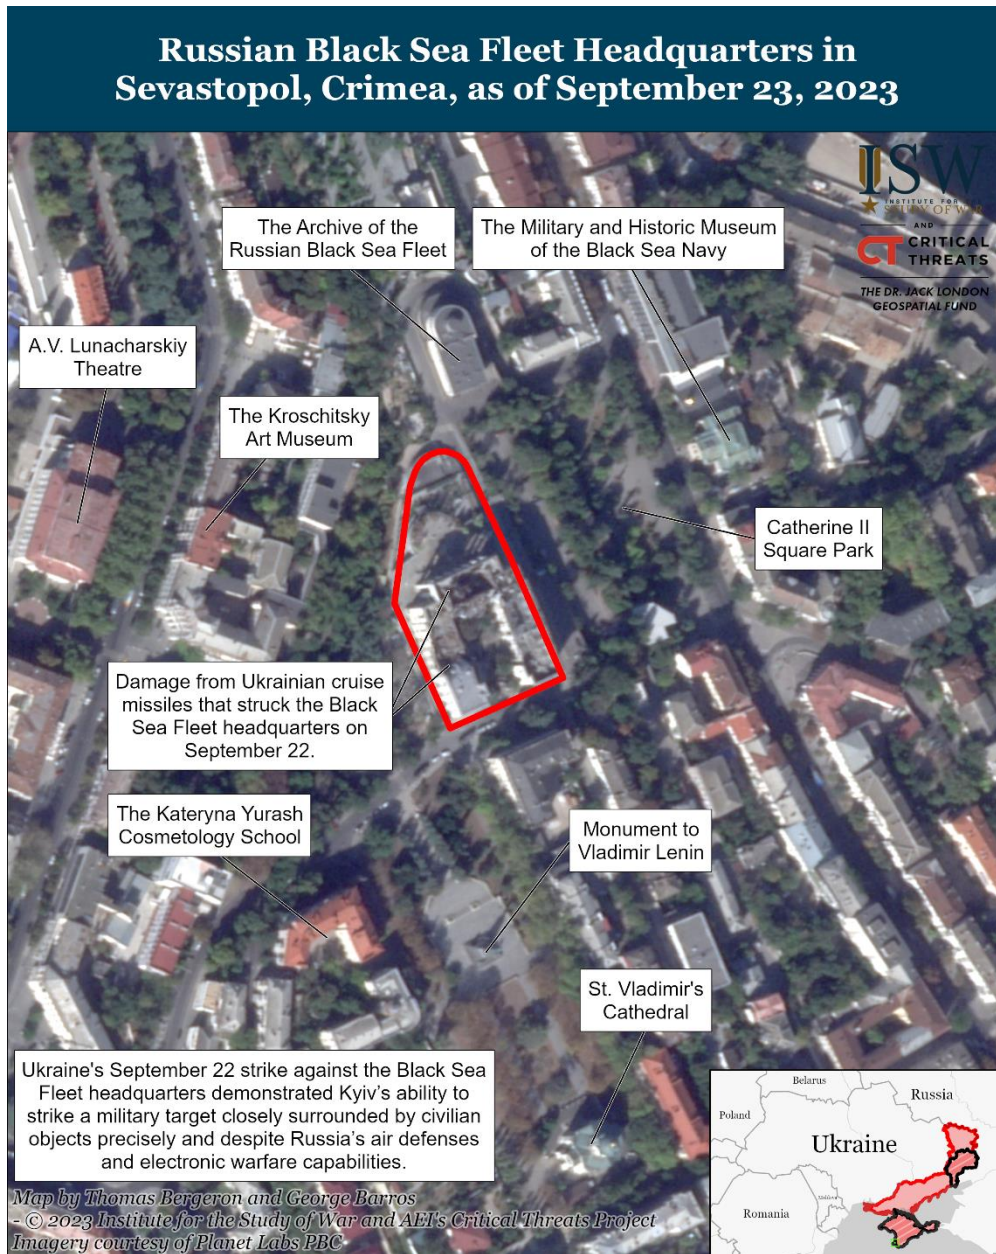 Russian Black Sea Fleet Headquarters in
Sevastopol, Crimea, as of September 23, 2023
ISW
INSTITUTE FOR THE
STUDY OF WAR
AND
CT CRITICAL
THREATS
THE DR. JACK LONDON
GEOSPATIAL FUND
The Archive of the
Russian Black Sea Fleet
The Military and Historic Museum
of the Black Sea Navy
A.V. Lunacharskiy
Theatre
The Kroschitsky
Art Museum
Catherine II
Square Park
Damage from Ukrainian cruise
missiles that struck the Black
Sea Fleet headquarters on
September 22.
The Kateryna Yurash
Cosmetology School
Monument to
Vladimir Lenin
St. Vladimir's
Cathedral
Ukraine's September 22 strike against the Black Sea
Fleet headquarters demonstrated Kyiv's ability to
strike a military target closely surrounded by civilian
objects precisely and despite Russia's air defenses
and electronic warfare capabilities.
Belarus
Russia
Poland
Ukraine
Moldova
Romania
Map by Thomas Bergeron and George Barros
- © 2023 Institute for the Study of War and AEI's Critical Threats Project
Imagery courtesy of Planet Labs PBC